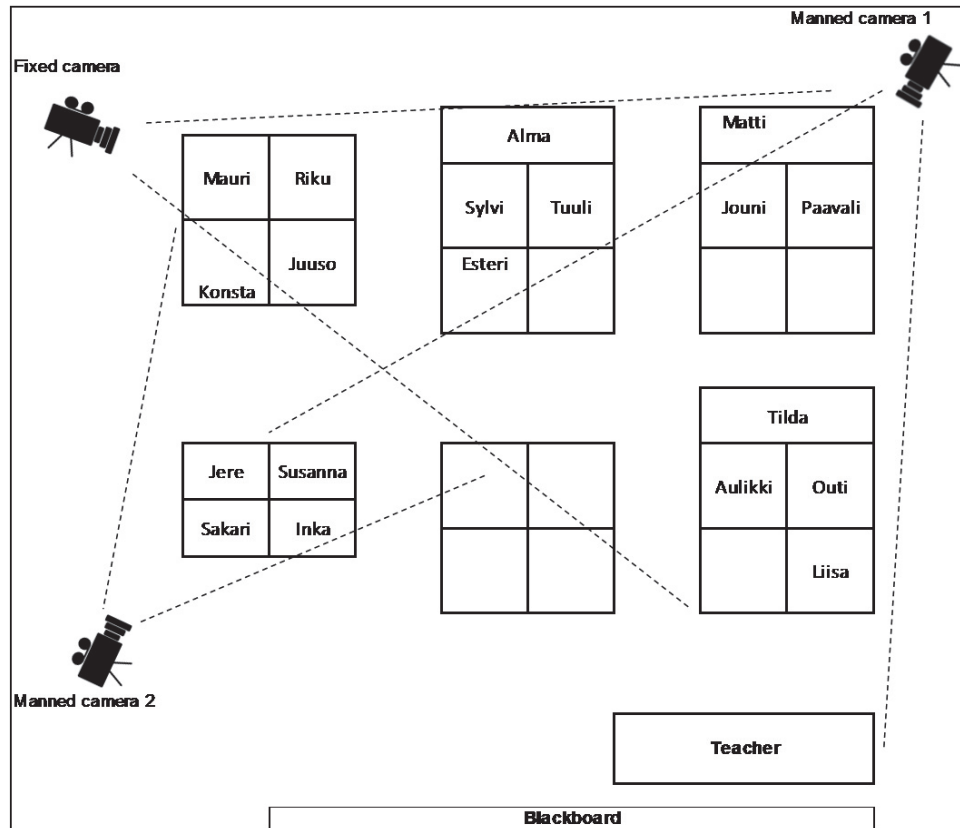 Manned camera 1
Fixed camera
Alma
Matti
Mauri Riku
Sylvi Tuuli
Jouni Paavali
Konsta Juuso
Esteri
Tilda
Jere Susanna
Aulikki Outi
Sakari Inka
Liisa
Manned camera 2
Teacher
Blackboard